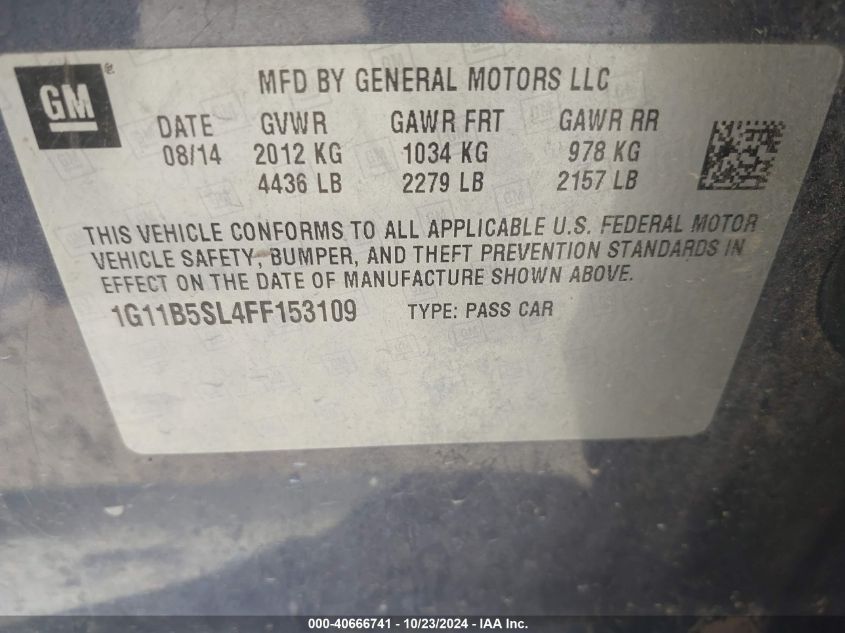 GM® MFD BY GENERAL MOTORS LLC
DATE GVWR GAWR FRT GAWR RR
08/14 2012 KG 1034 KG 978 KG
4436 LB 2279 LB 2157 LB
THIS VEHICLE CONFORMS TO ALL APPLICABLE U.S. FEDERAL MOTOR
VEHICLE SAFETY, BUMPER, AND THEFT PREVENTION STANDARDS IN
EFFECT ON THE DATE OF MANUFACTURE SHOWN ABOVE.
1G11B5SL4FF153109 TYPE: PASS CAR
000-40666741 - 10/23/2024 - IAA Inc.